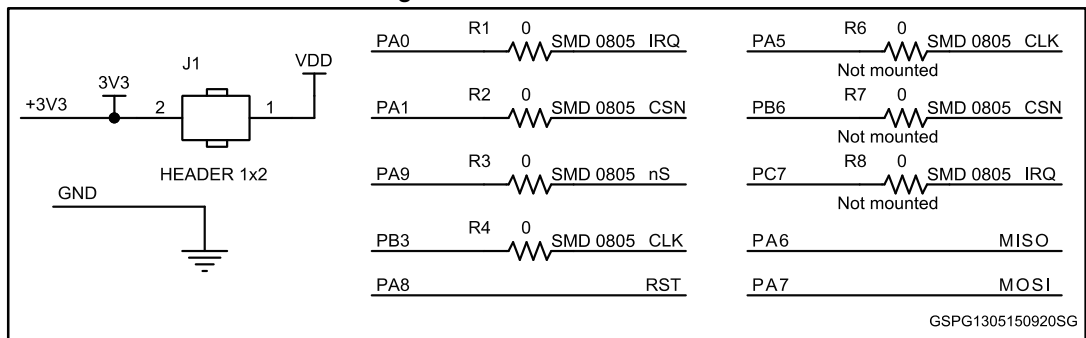 +3V3
3V3
2
J1
1
VDD
HEADER 1x2
GND
PA0 R1 0 SMD 0805 IRQ
PA1 R2 0 SMD 0805 CSN
PA9 R3 0 SMD 0805 nS
PB3 R4 0 SMD 0805 CLK
PA8 RST
PA5 R6 0 SMD 0805 CLK
Not mounted
PB6 R7 0 SMD 0805 CSN
Not mounted
PC7 R8 0 SMD 0805 IRQ
Not mounted
PA6 MISO
PA7 MOSI
GSPG1305150920SG